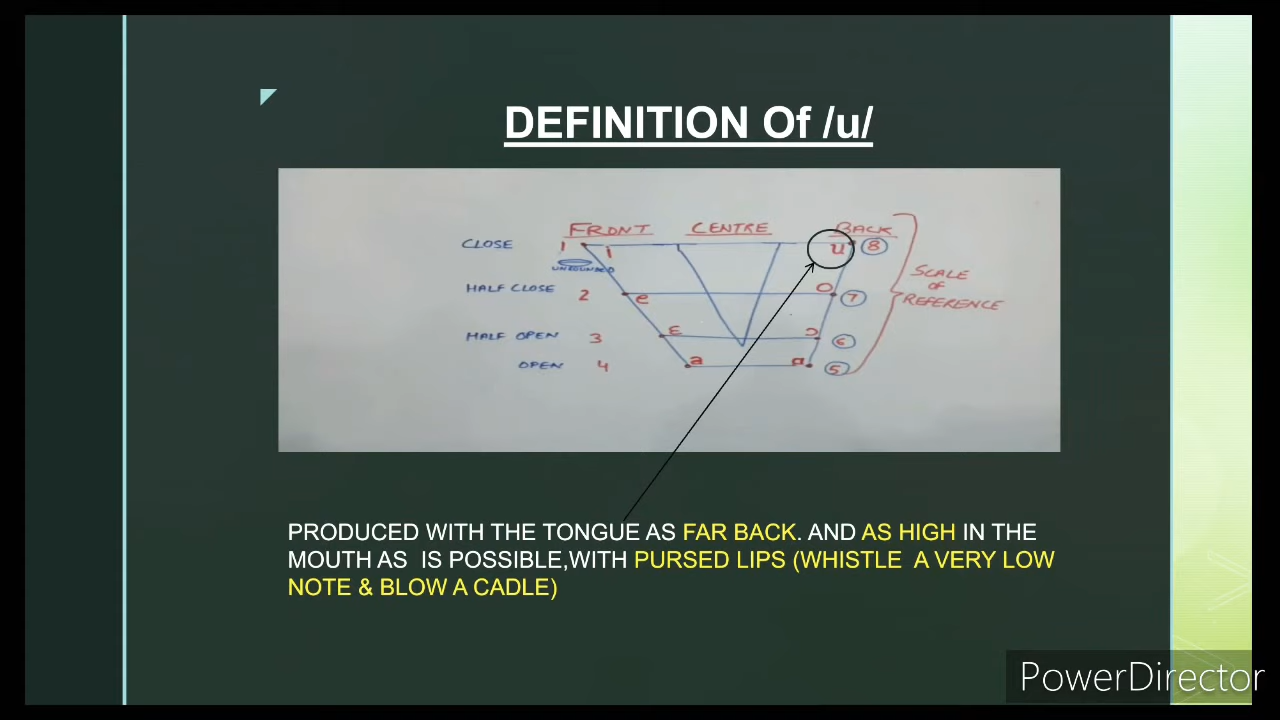 DEFINITION Of /u/
FRONT CENTRE BACK
CLOSE 1 i u 8
UNROUNDED
HALF CLOSE 2 e o 7
SCALE
OF
REFERENCE
HALF OPEN 3 ɛ ɔ 6
OPEN 4 a ɑ 5
PRODUCED WITH THE TONGUE AS FAR BACK. AND AS HIGH IN THE
MOUTH AS IS POSSIBLE,WITH PURSED LIPS (WHISTLE A VERY LOW
NOTE & BLOW A CADLE)
PowerDirector